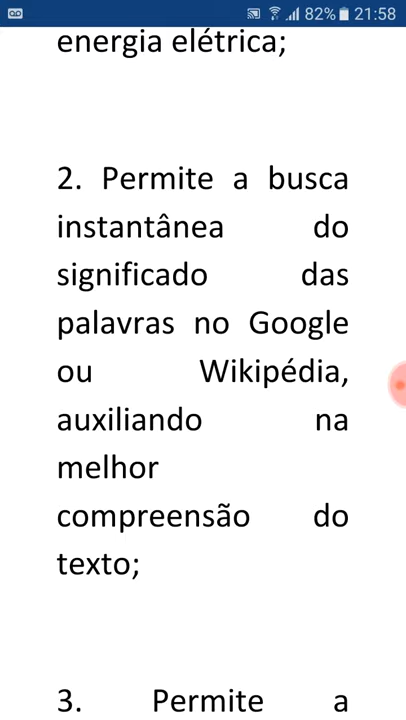 82% 21:58
energia elétrica;
2. Permite a busca
instantânea do
significado das
palavras no Google
ou Wikipédia,
auxiliando na
melhor
compreensão do
texto;
3. Permite a